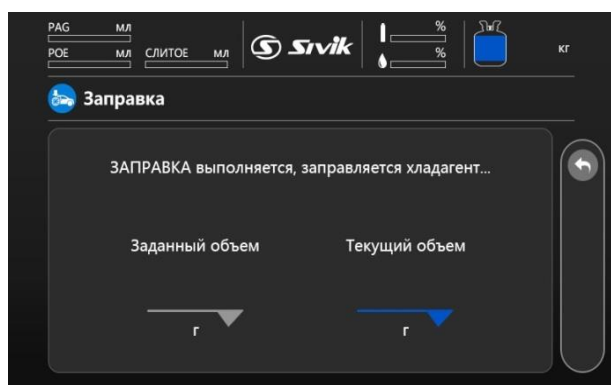 PAG мл
POE мл СЛИТОЕ мл
Sivik
%
%
кг
Заправка
ЗАПРАВКА выполняется, заправляется хладагент...
Заданный объем Текущий объем
г г